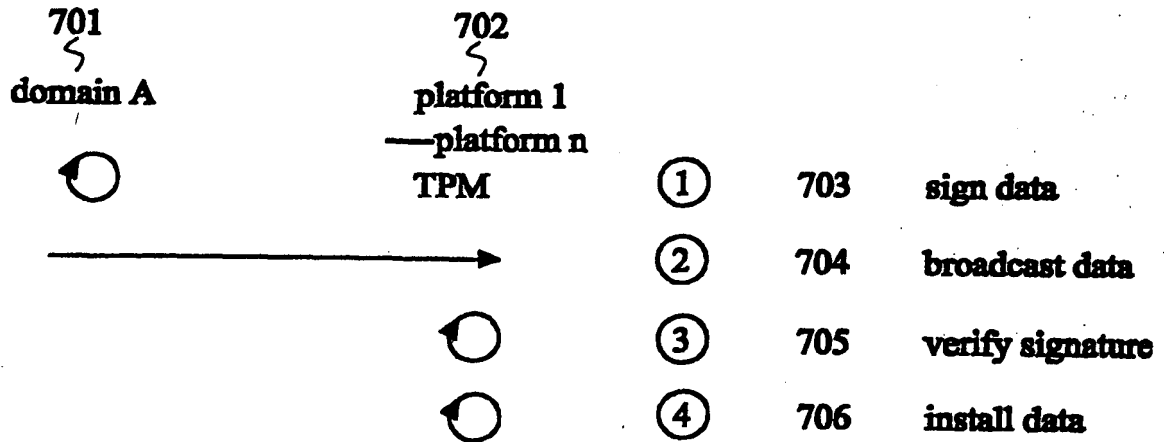 701 702
domain A platform 1
platform n
TPM 1 703 sign data
2 704 broadcast data
3 705 verify signature
4 706 install data